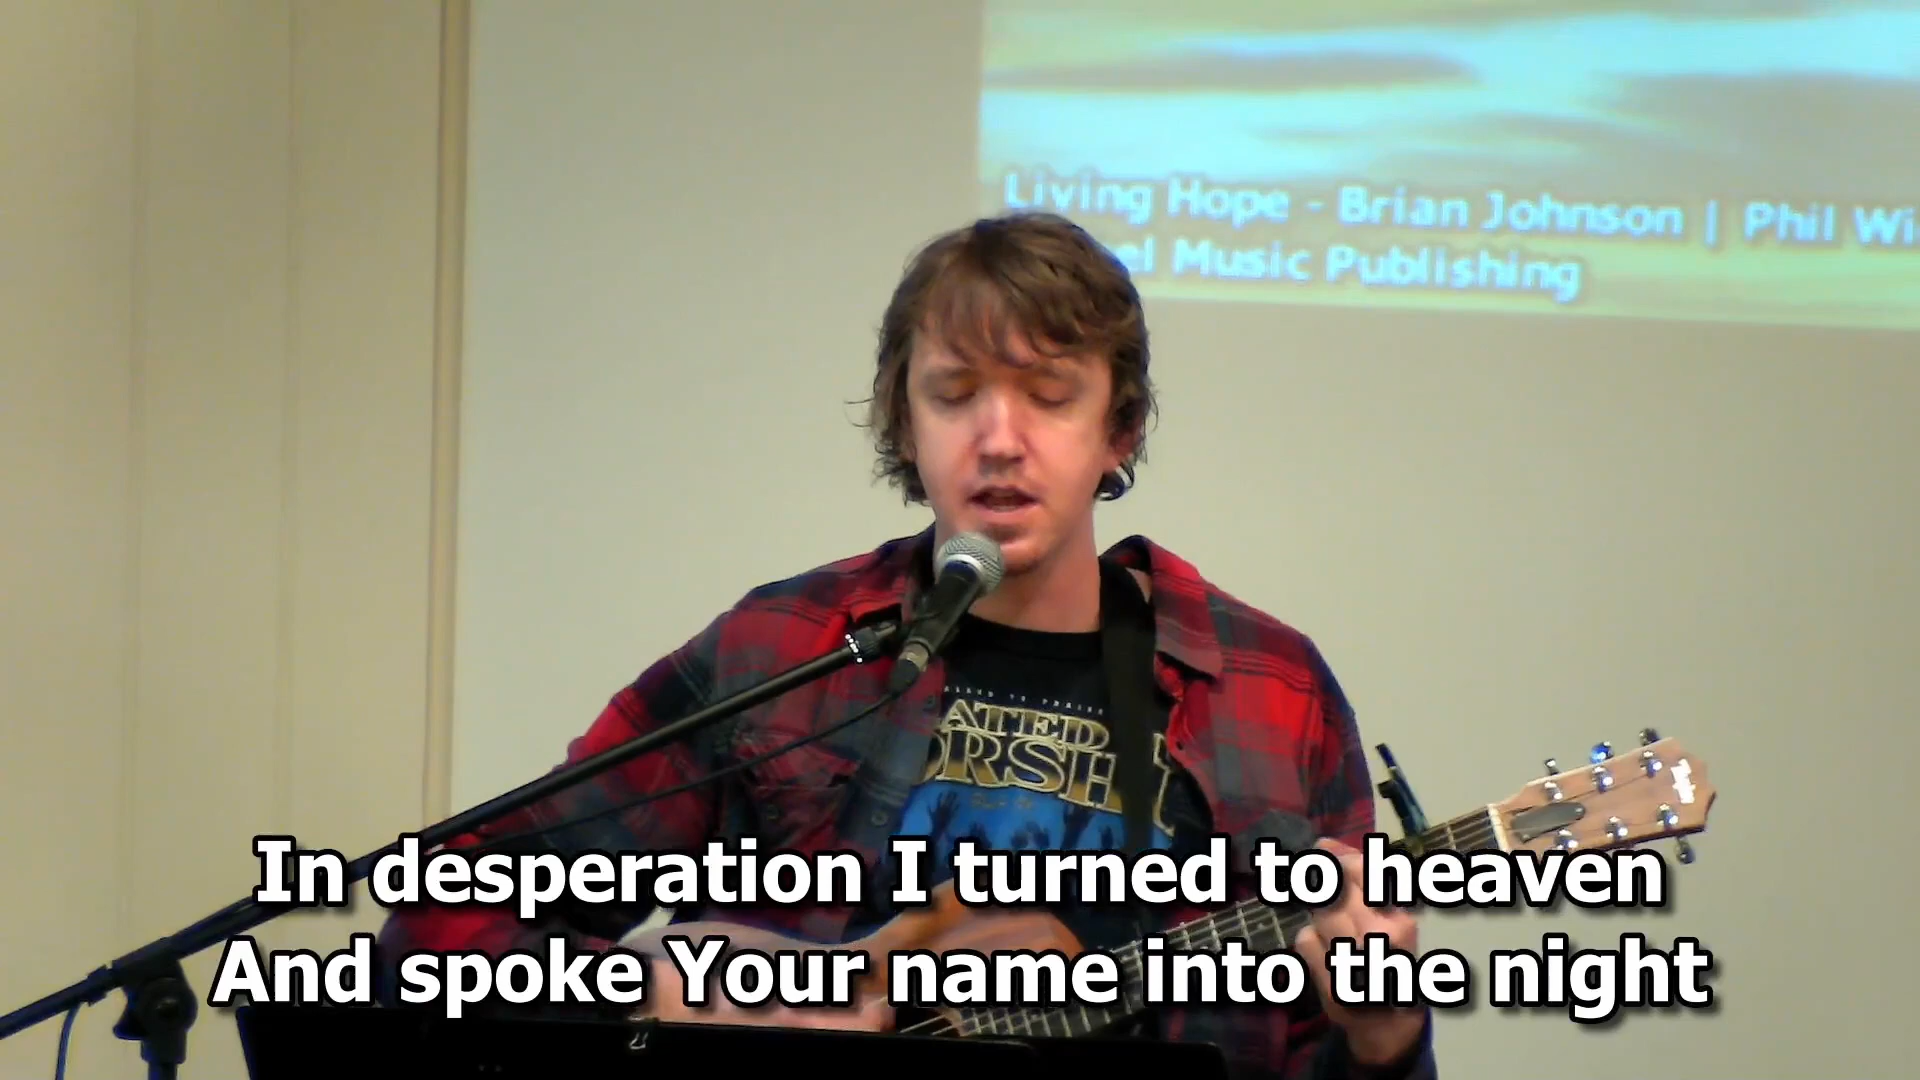 Living Hope - Brian Johnson | Phil
Music Publishing
In desperation I turned to heaven
And spoke Your name into the night